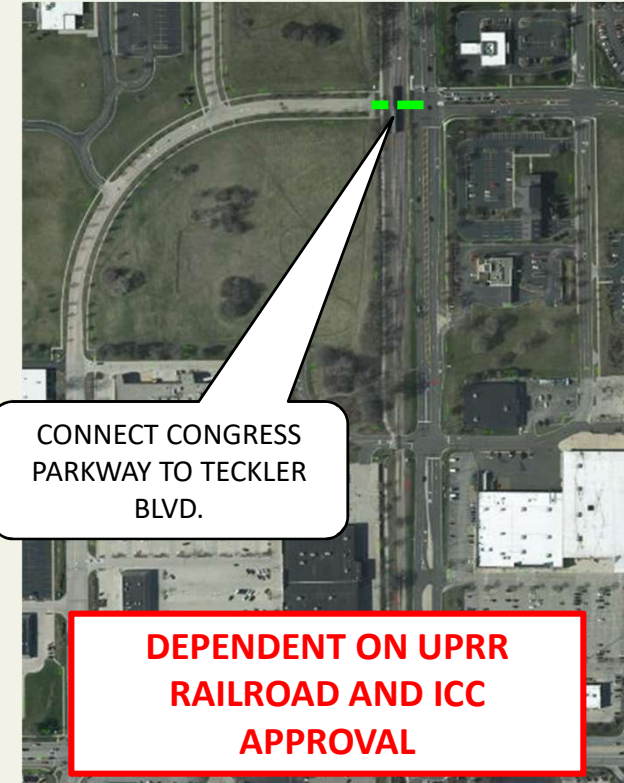 CONNECT CONGRESS
PARKWAY TO TECKLER
BLVD.
DEPENDENT ON UPRR
RAILROAD AND ICC
APPROVAL